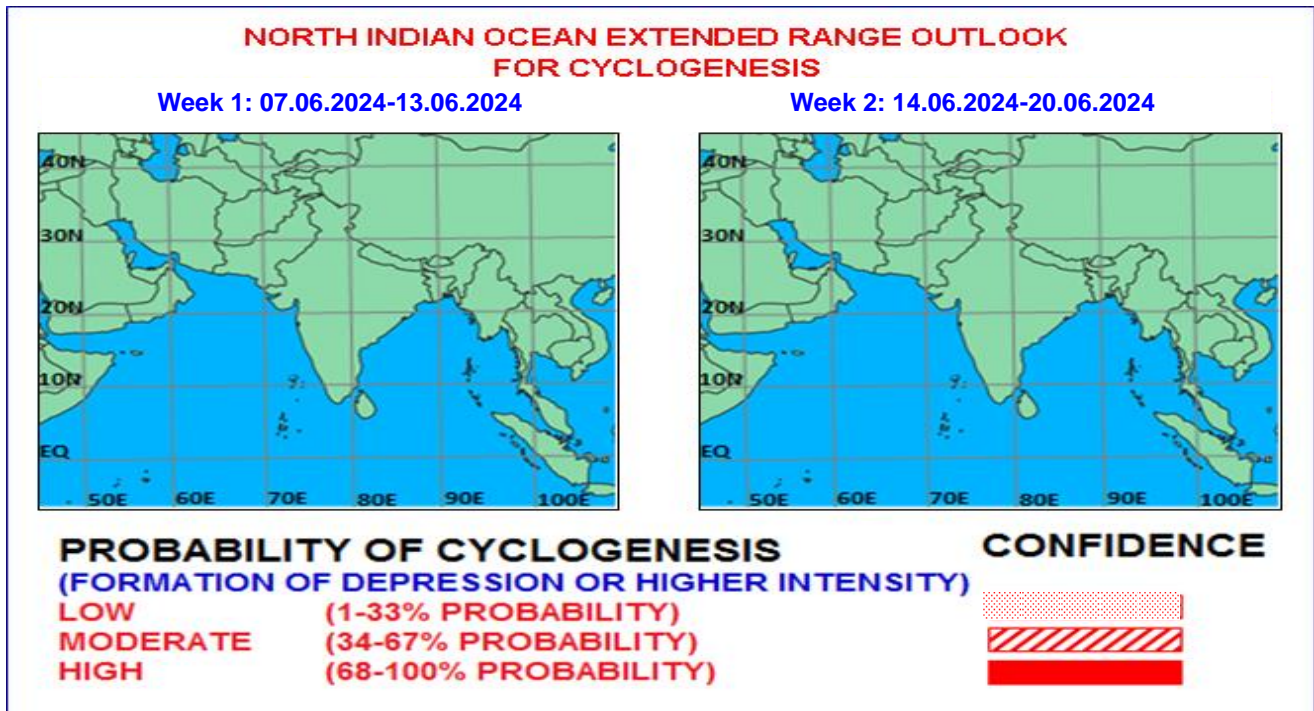 NORTH INDIAN OCEAN EXTENDED RANGE OUTLOOK
FOR CYCLOGENESIS
Week 1: 07.06.2024-13.06.2024
Week 2: 14.06.2024-20.06.2024
40N
30N
20N
10N
EQ
50E 60E 70E 80E 90E 100E
40N
30N
20N
10N
EQ
50E 60E 70E 80E 90E 100E
PROBABILITY OF CYCLOGENESIS
CONFIDENCE
(FORMATION OF DEPRESSION OR HIGHER INTENSITY)
LOW (1-33% PROBABILITY)
MODERATE (34-67% PROBABILITY)
HIGH (68-100% PROBABILITY)